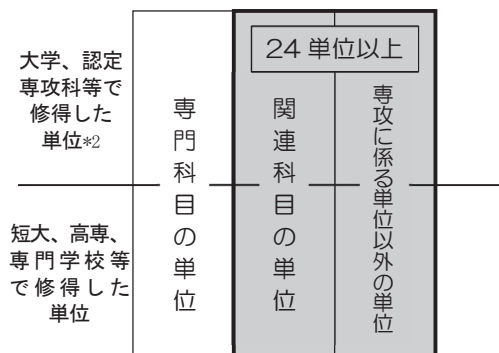 大学、認定
専攻科等で
修得した
単位*2
短大、高専、
専門学校等
で修得した
単位
専門科目の単位
24単位以上
関連科目の単位
専攻に係る単位以外の単位